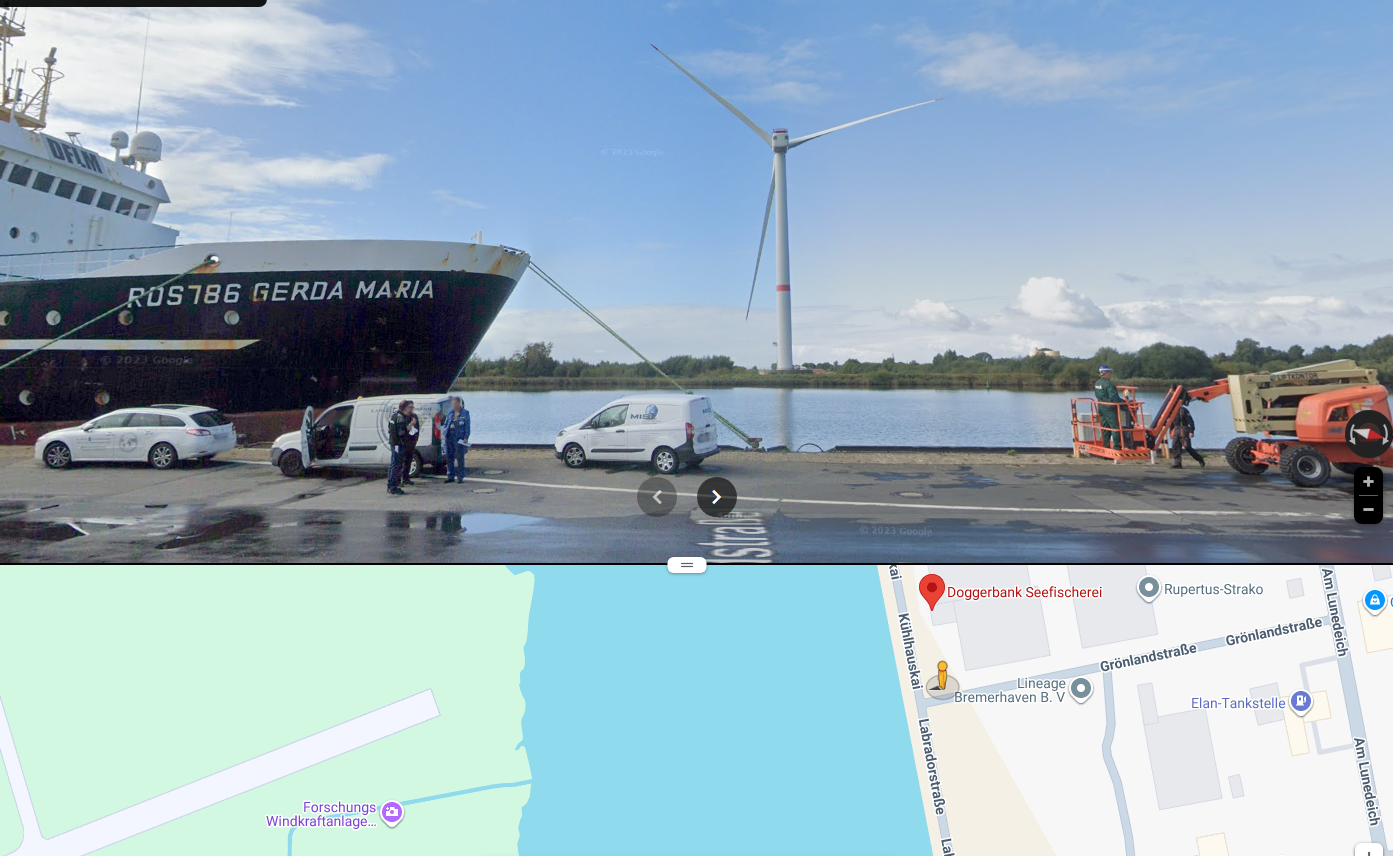 DFLM
© 2023 Google
ROS786 GERDA MARIA
© 2023 Google
MISA
© 2023 Google
Doggerbank Seefischerei
Rupertus-Strako
Am Lunedeich
Kühlhauskai
Grönlandstraße
Grönlandstraße
Lineage
Bremerhaven B. V
Elan-Tankstelle
Labradorstraße
Am Lunedeich
Forschungs
Windkraftanlage...